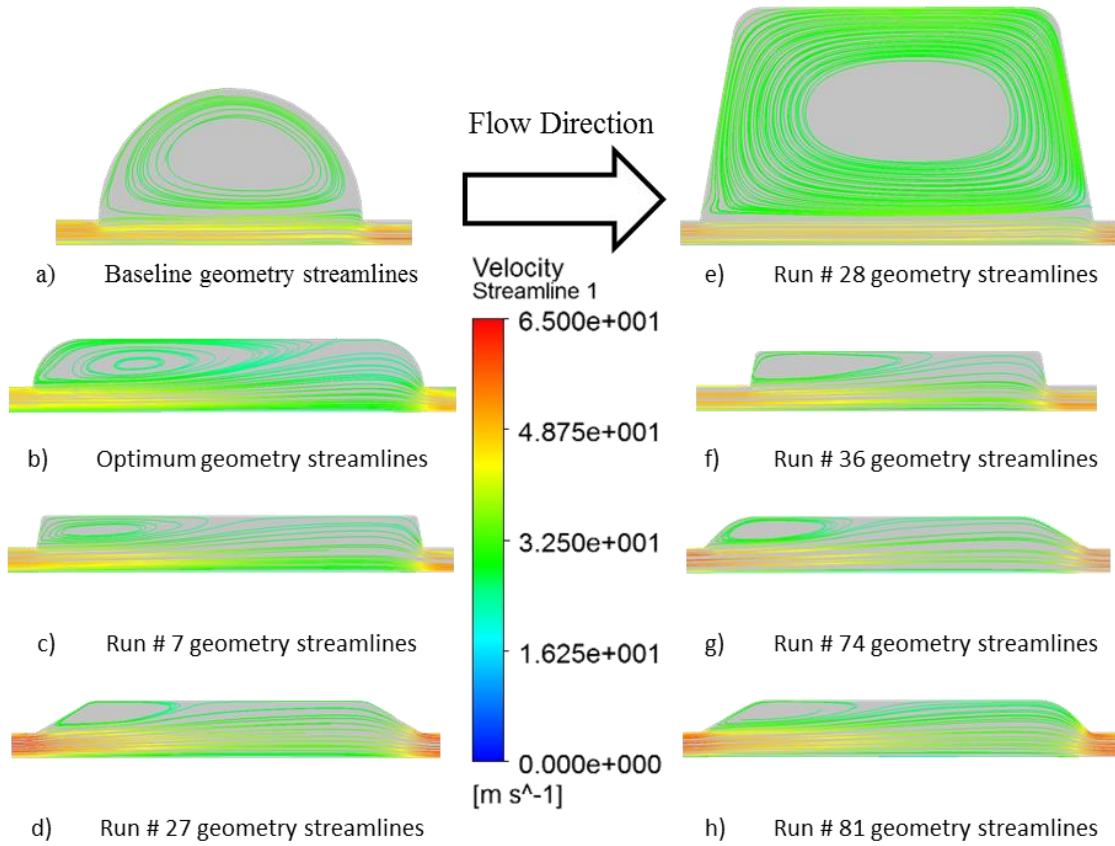 Flow Direction
a) Baseline geometry streamlines
b) Optimum geometry streamlines
c) Run # 7 geometry streamlines
d) Run # 27 geometry streamlines
Velocity
Streamline 1
6.500e+001
4.875e+001
3.250e+001
1.625e+001
0.000e+000
[m s^-1]
e) Run # 28 geometry streamlines
f) Run # 36 geometry streamlines
g) Run # 74 geometry streamlines
h) Run # 81 geometry streamlines